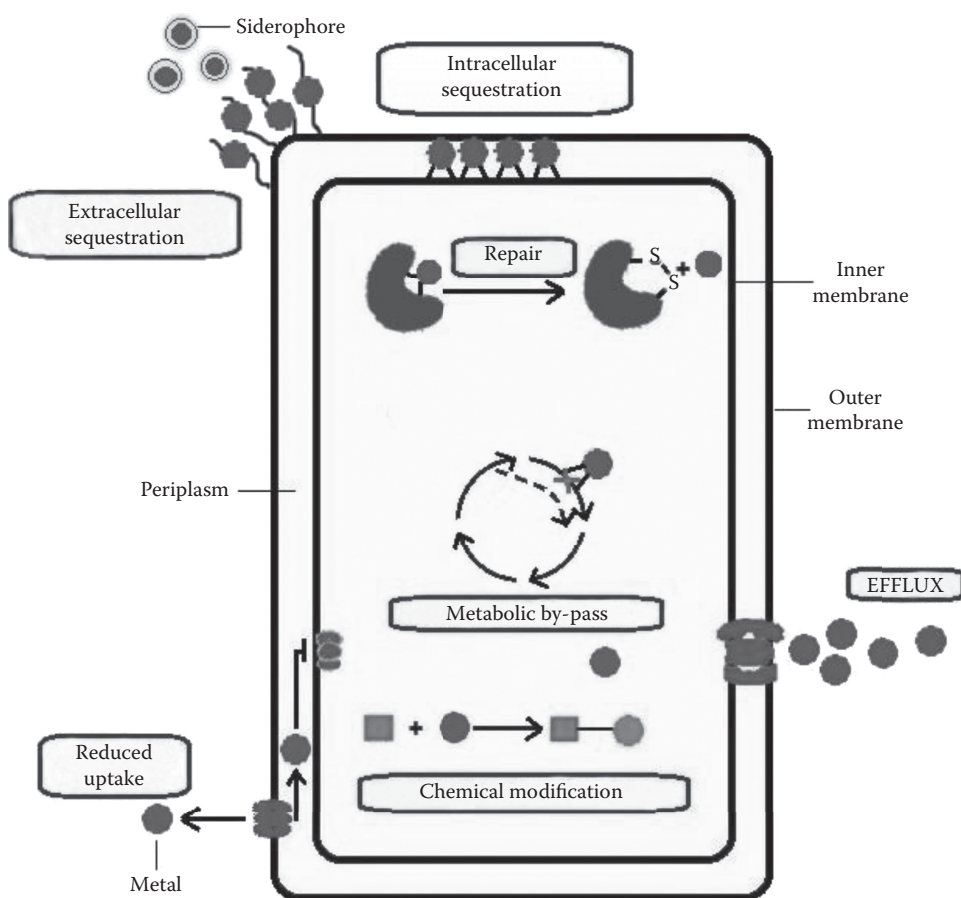 Siderophore
Intracellular
sequestration
Extracellular
sequestration
Repair
S
+
S
Inner
membrane
Outer
membrane
Periplasm
EFFLUX
Metabolic by-pass
+
Reduced
uptake
Chemical modification
Metal